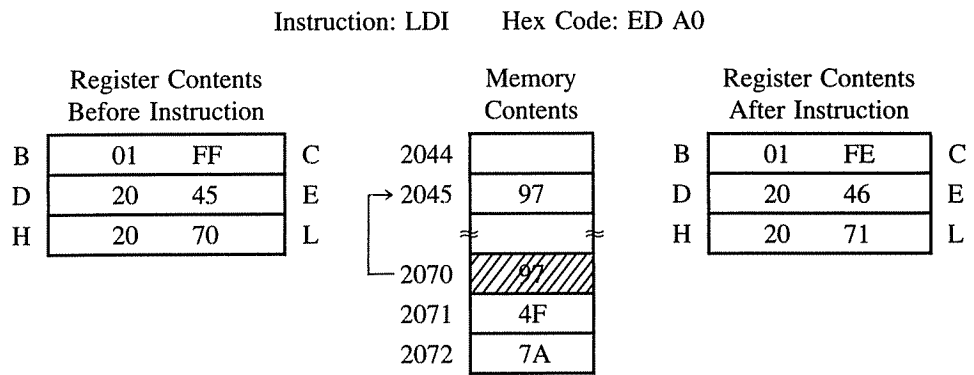 Instruction: LDI Hex Code: ED A0
Register Contents
Before Instruction
B 01 FF C
D 20 45 E
H 20 70 L
Memory
Contents
2044
2045 97
2070 97
2071 4F
2072 7A
Register Contents
After Instruction
B 01 FE C
D 20 46 E
H 20 71 L